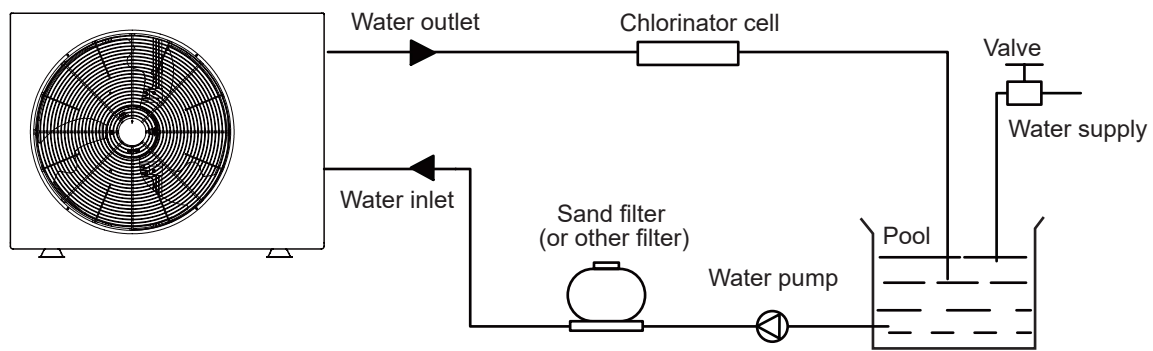 Water outlet
Chlorinator cell
Valve
Water supply
Water inlet
Sand filter
(or other filter)
Pool
Water pump